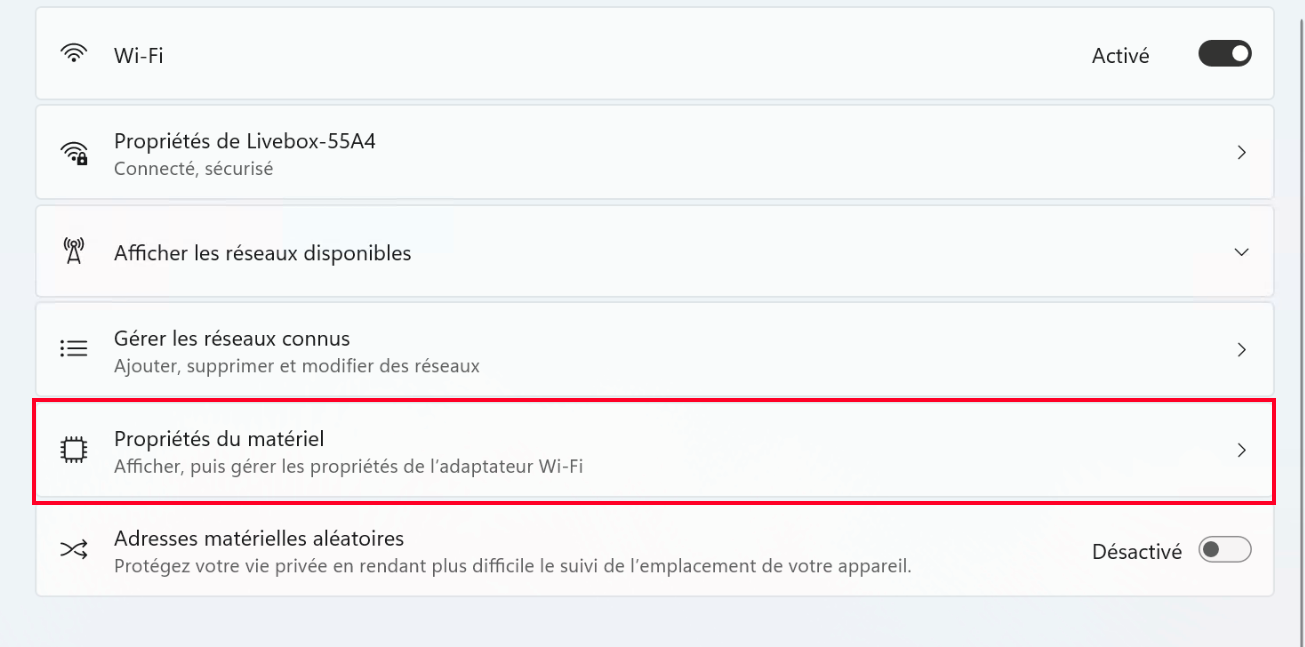 Wi-Fi
Activé
Propriétés de Livebox-55A4
Connecté, sécurisé
Afficher les réseaux disponibles
Gérer les réseaux connus
Ajouter, supprimer et modifier des réseaux
Propriétés du matériel
Afficher, puis gérer les propriétés de l’adaptateur Wi-Fi
Adresses matérielles aléatoires
Protégez votre vie privée en rendant plus difficile le suivi de l’emplacement de votre appareil.
Désactivé